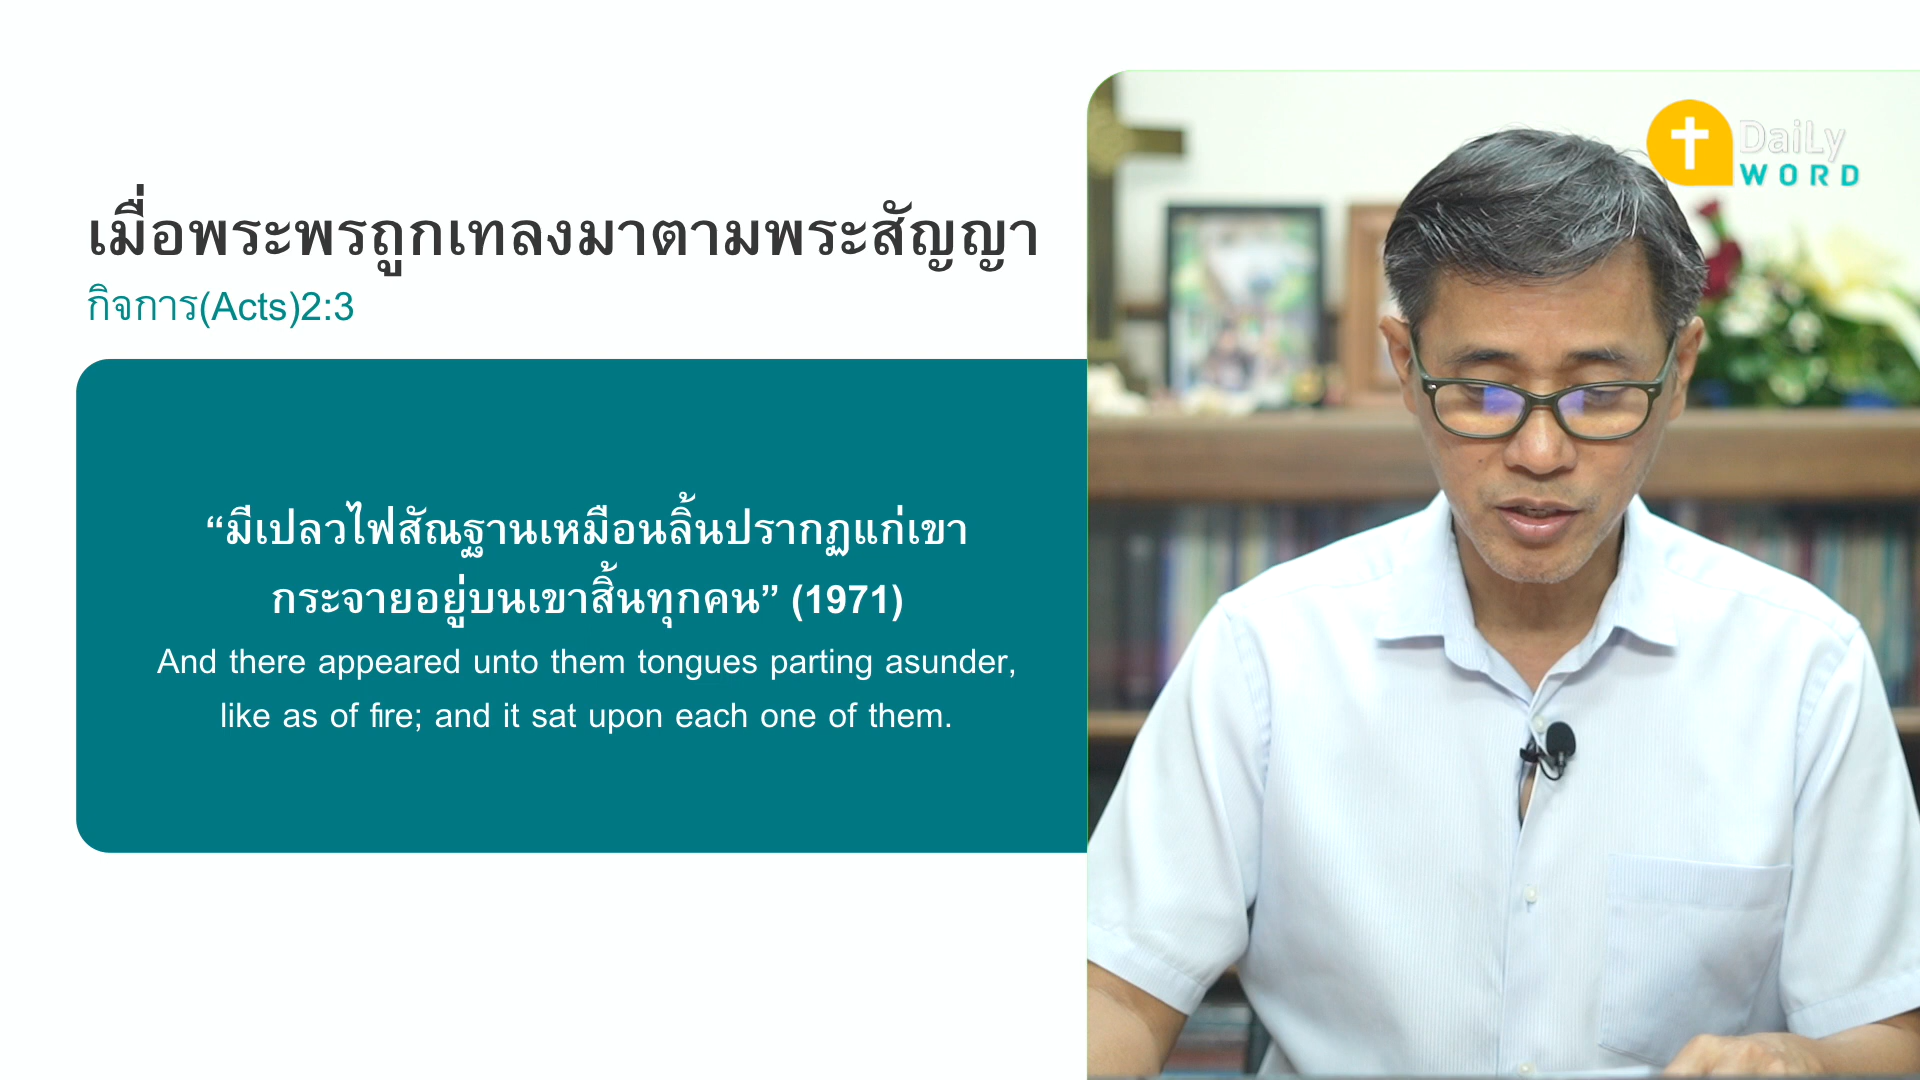 DaiLy
WORD
เมื่อพระพรถูกเทลงมาตามพระสัญญา
กิจการ(Acts)2:3
“มีเปลวไฟสัณฐานเหมือนลิ้นปรากฏแก่เขา
กระจายอยู่บนเขาสิ้นทุกคน” (1971)
And there appeared unto them tongues parting asunder,
like as of fire; and it sat upon each one of them.